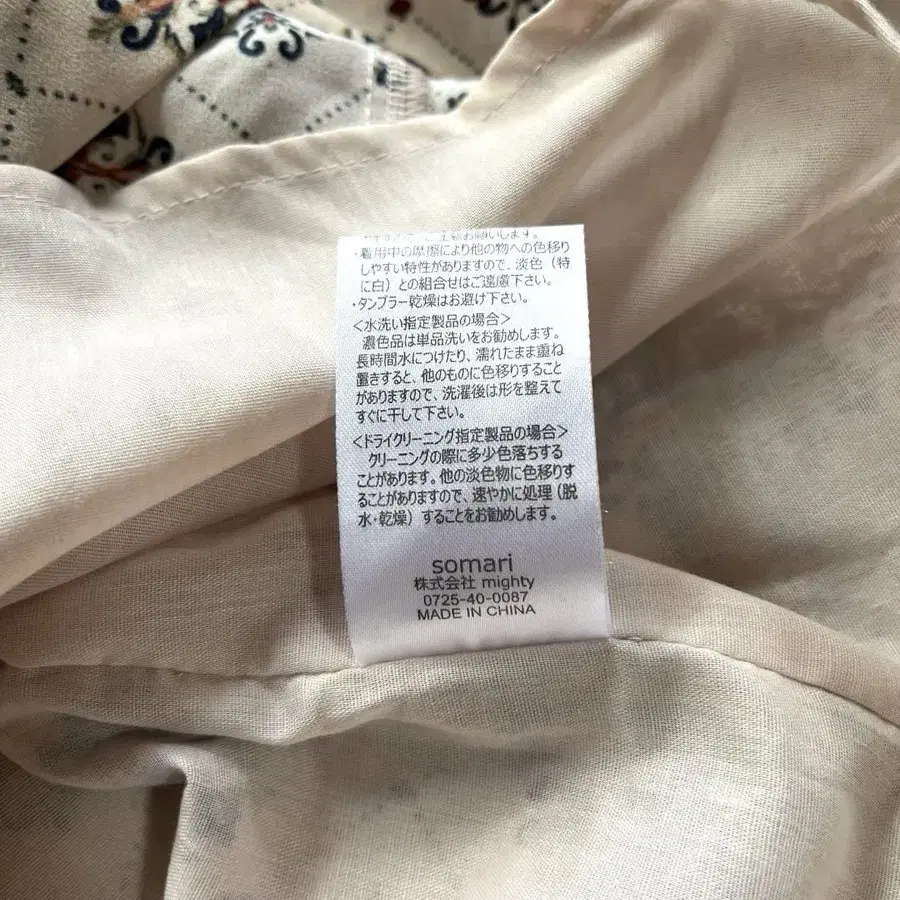 お願いします。
・着用中の摩擦により他の物への色移り
しやすい特性がありますので、淡色（特
に白）との組合せはご遠慮下さい。
・タンブラー乾燥はお避け下さい。
＜水洗い指定製品の場合＞
濃色品は単品洗いをお勧めします。
長時間水につけたり、濡れたまま重ね
置きすると、他のものに色移りすること
がありますので、洗濯後は形を整えて
すぐに干して下さい。
＜ドライクリーニング指定製品の場合＞
クリーニングの際に多少色落ちする
ことがあります。他の淡色物に色移りす
ることがありますので、速やかに処理（脱
水・乾燥）することをお勧めします。
somari
株式会社 mighty
0725-40-0087
MADE IN CHINA